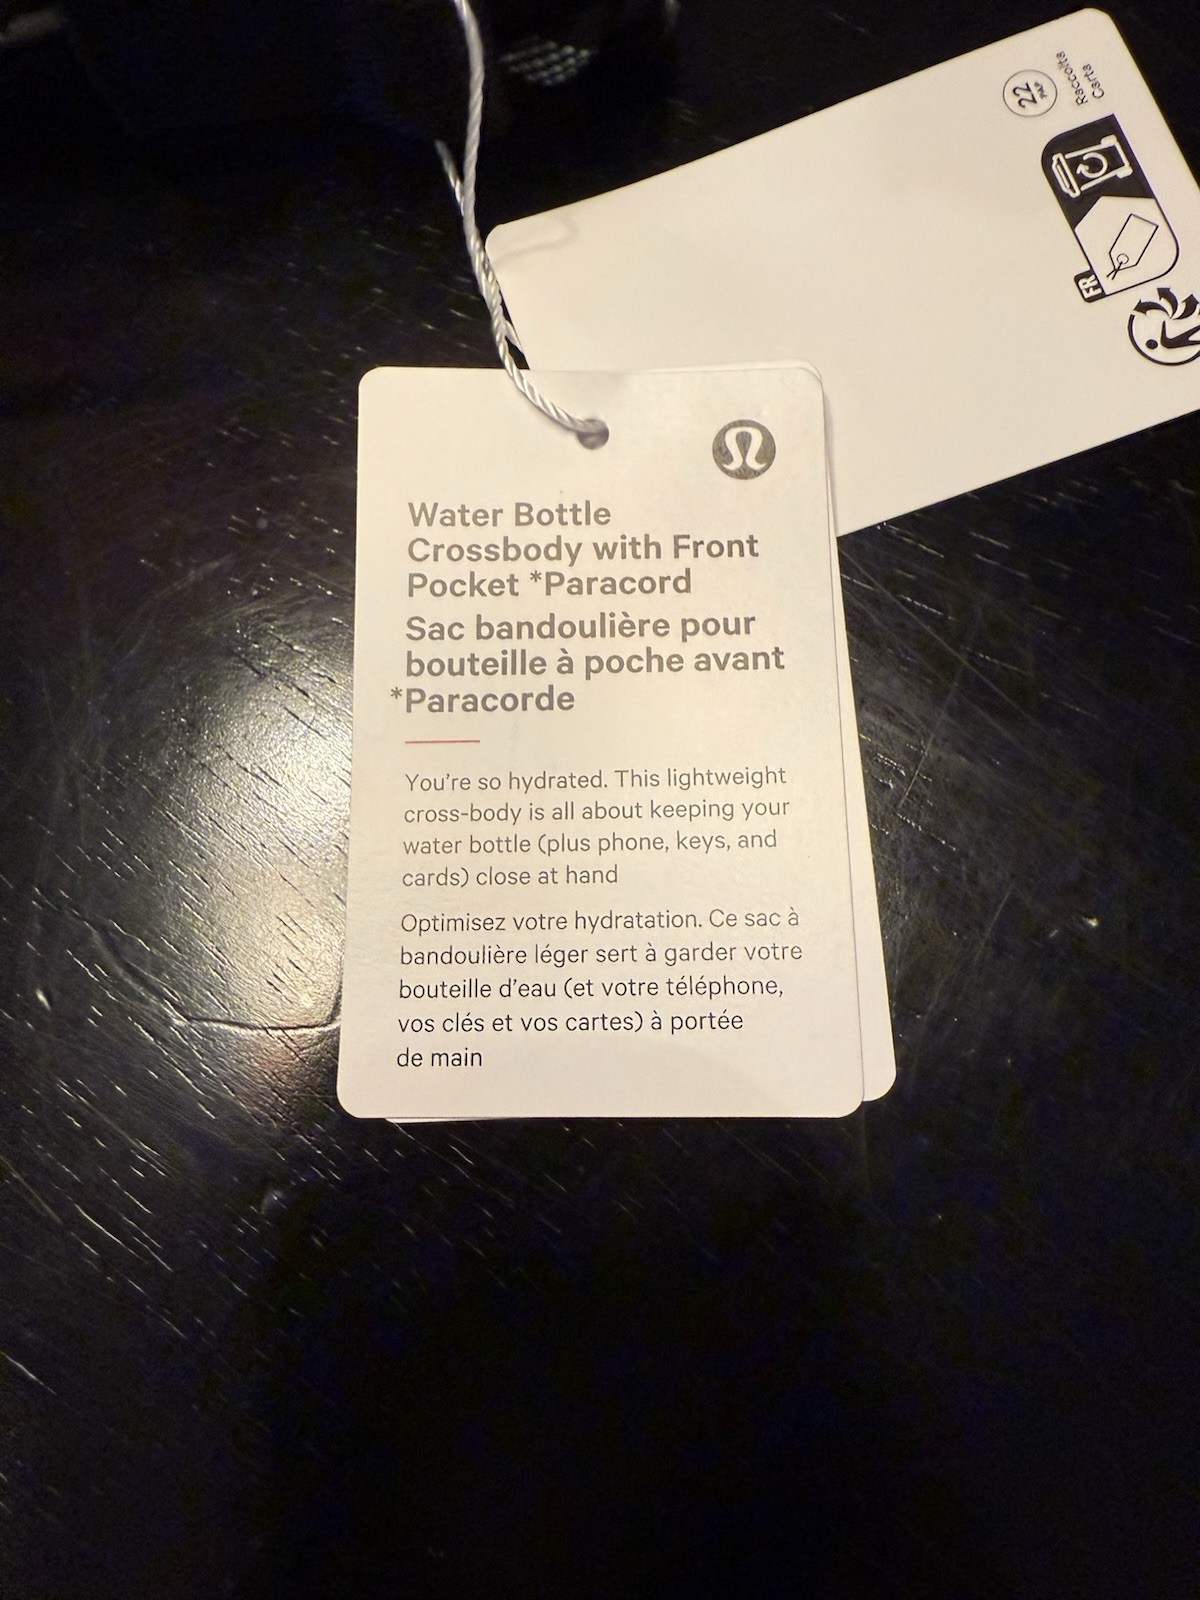 22
PAP
Raccolta
Carta
FR
Water Bottle
Crossbody with Front
Pocket *Paracord
Sac bandoulière pour
bouteille à poche avant
*Paracorde
You're so hydrated. This lightweight
cross-body is all about keeping your
water bottle (plus phone, keys, and
cards) close at hand
Optimisez votre hydratation. Ce sac à
bandoulière léger sert à garder votre
bouteille d'eau (et votre téléphone,
vos clés et vos cartes) à portée
de main